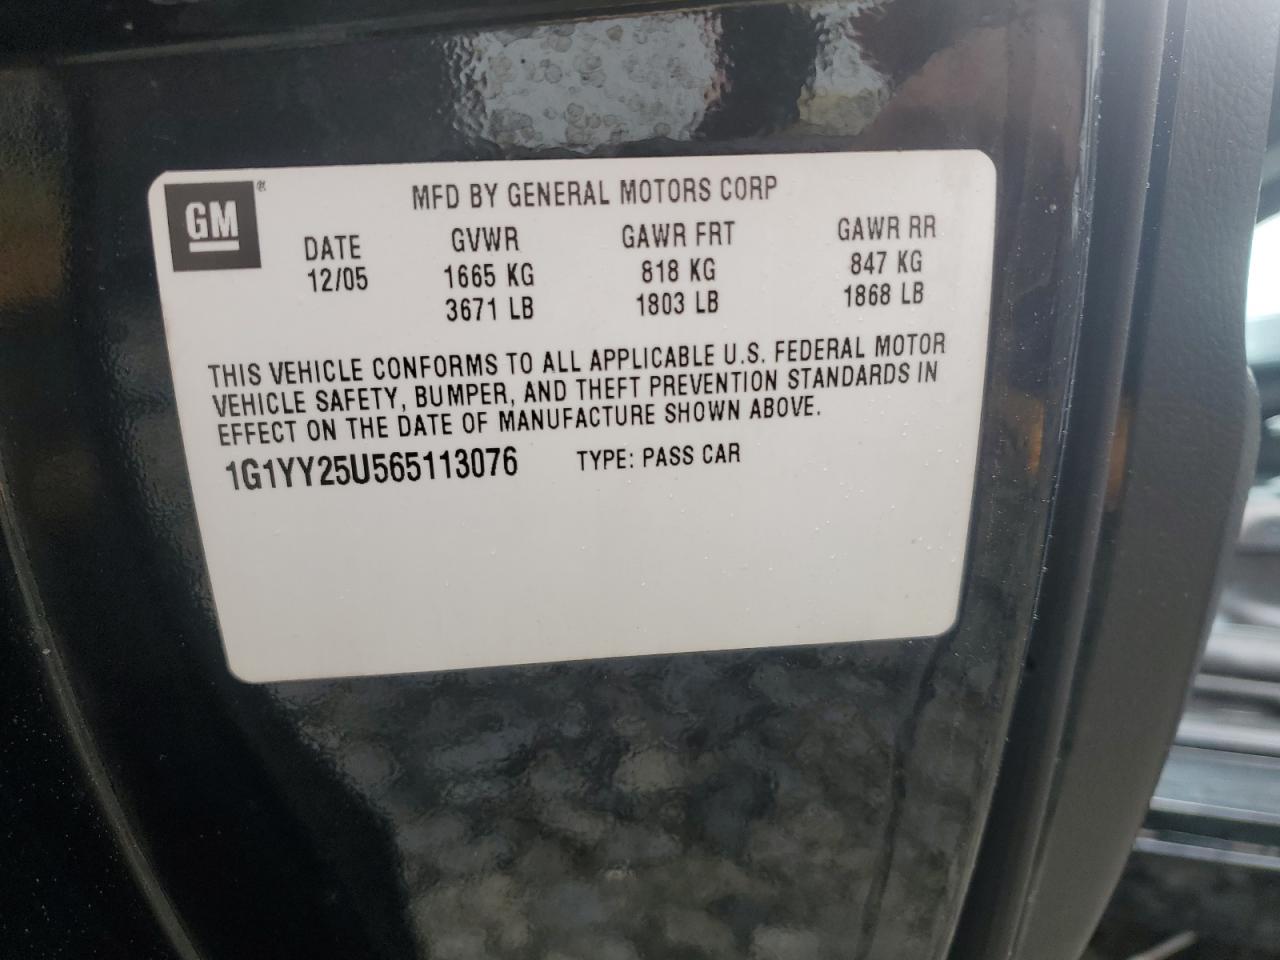 GM ®
MFD BY GENERAL MOTORS CORP
DATE GVWR GAWR FRT GAWR RR
12/05 1665 KG 818 KG 847 KG
3671 LB 1803 LB 1868 LB
THIS VEHICLE CONFORMS TO ALL APPLICABLE U.S. FEDERAL MOTOR
VEHICLE SAFETY, BUMPER, AND THEFT PREVENTION STANDARDS IN
EFFECT ON THE DATE OF MANUFACTURE SHOWN ABOVE.
1G1YY25U565113076 TYPE: PASS CAR